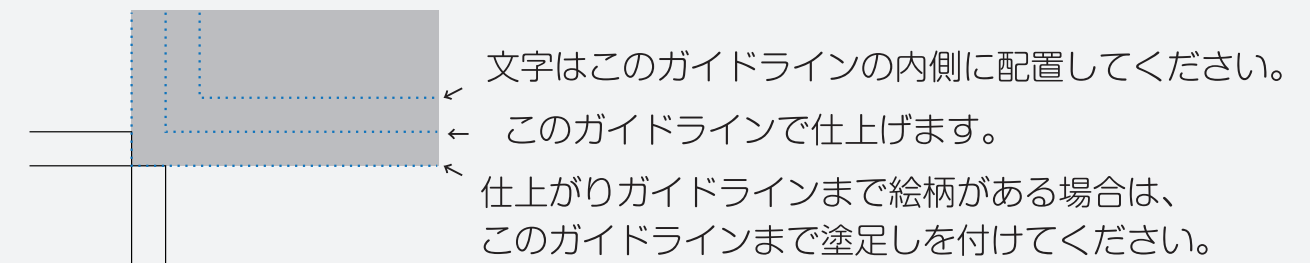 文字はこのガイドラインの内側に配置してください。
このガイドラインで仕上げます。
仕上がりガイドラインまで絵柄がある場合は、
このガイドラインまで塗足しを付けてください。